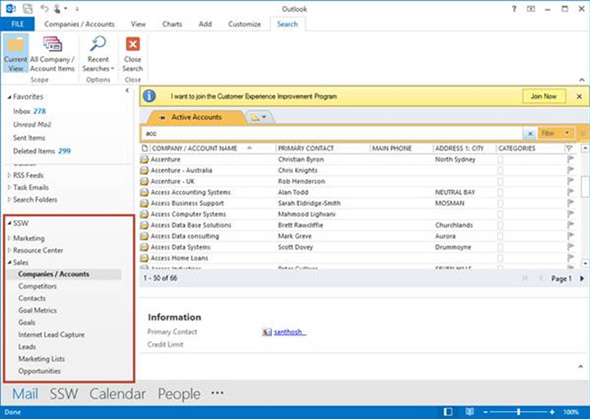 Outlook
FILE Companies / Accounts View Charts Add Customize Search
Current View
All Company / Account Items
Recent Searches
Close Search
Scope Options Close
Favorites
Inbox 278
Unread Mail
Sent Items
Deleted Items 299
RSS Feeds
Task Emails
Search Folders
SSW
Marketing
Resource Center
Sales
Companies / Accounts
Competitors
Contacts
Goal Metrics
Goals
Internet Lead Capture
Leads
Marketing Lists
Opportunities
I want to join the Customer Experience Improvement Program Join Now
Active Accounts
acc Filter
COMPANY/ACCOUNT NAME PRIMARY CONTACT MAIN PHONE ADDRESS 1: CITY CATEGORIES
Accenture Christian Byron North Sydney
Accenture - Australia Chris Knights
Accenture - UK Rob Henderson
Access Accounting Systems Alan Todd NEUTRAL BAY
Access Business Support Sarah Eldridge-Smith MOSMAN
Access Computer Systems Mahmood Lighvani
Access Data Base Solutions Brett Rawcliffe Churchlands
Access Data consulting Mark Greve Aurora
Access Data Systems Scott Dovey Drummoyne
Access Home Loans
1 - 50 of 66 Page 1
Information
Primary Contact santhosh
Credit Limit
Mail SSW Calendar People
Done 100%